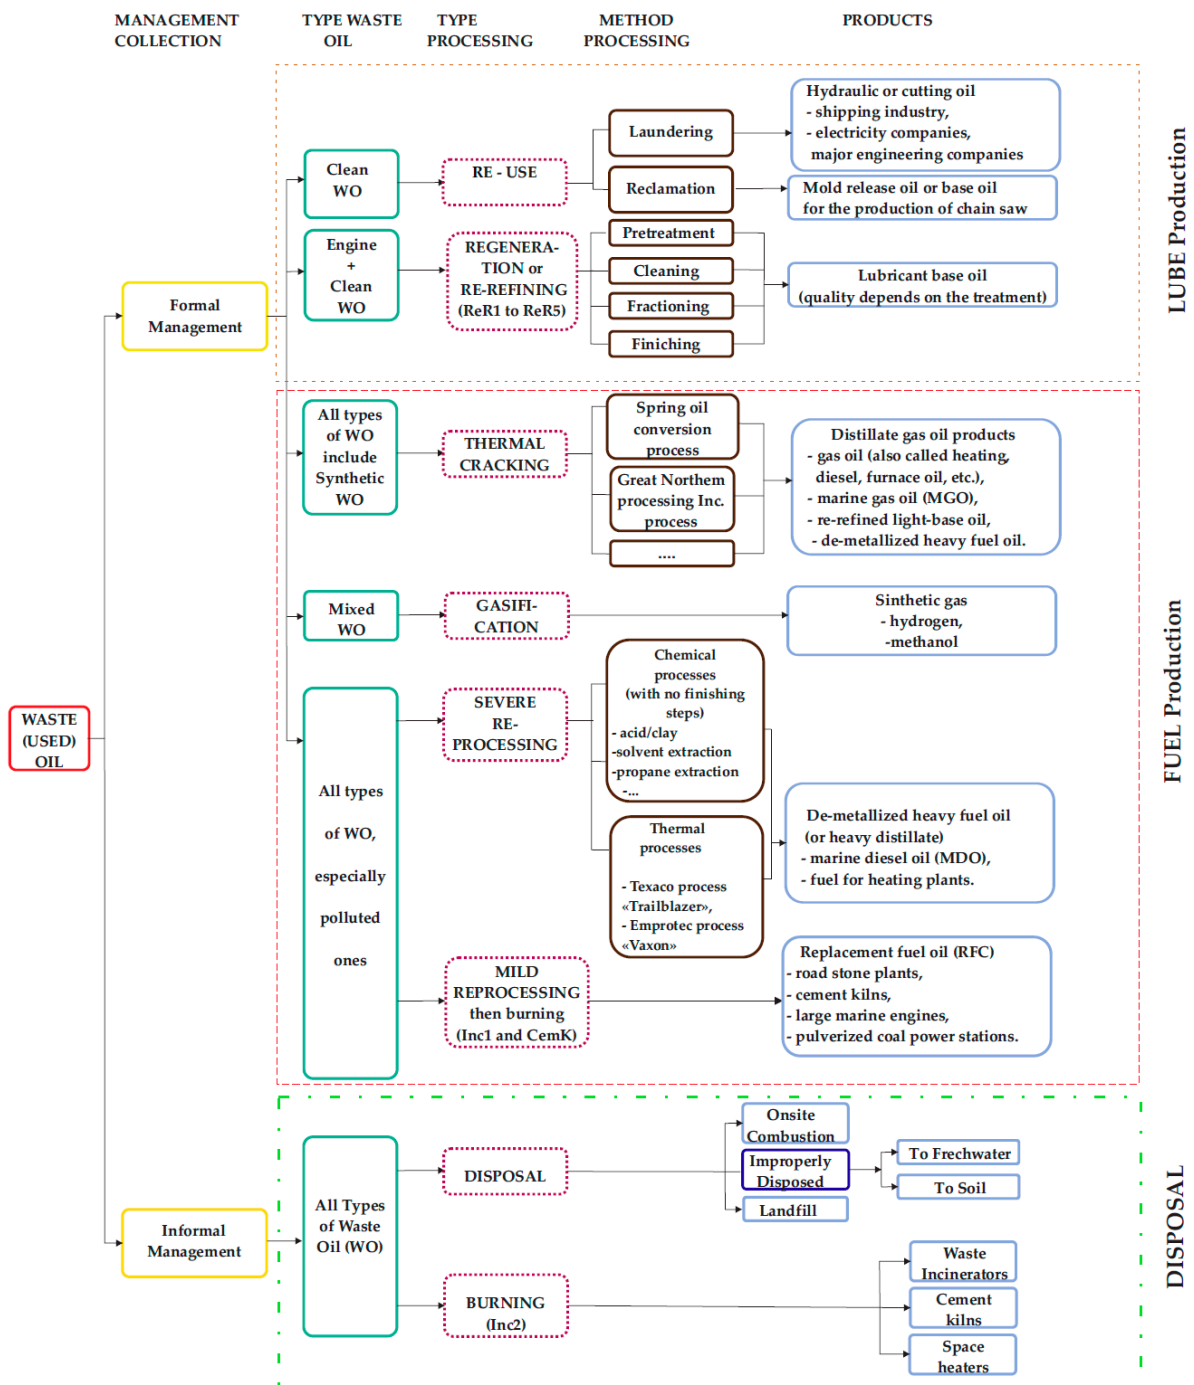 MANAGEMENT
COLLECTION
TYPE WASTE
OIL
TYPE
PROCESSING
METHOD
PROCESSING
PRODUCTS
LUBE Production
FUEL Production
DISPOSAL
WASTE
(USED)
OIL
Formal
Management
Clean
WO
RE - USE
Laundering
Hydraulic or cutting oil
- shipping industry,
- electricity companies,
major engineering companies
Reclamation
Mold release oil or base oil
for the production of chain saw
Engine
+
Clean
WO
REGENERA-
TION or
RE-REFINING
(ReR1 to ReR5)
Pretreatment
Cleaning
Fractioning
Finiching
Lubricant base oil
(quality depends on the treatment)
All types
of WO
include
Synthetic
WO
THERMAL
CRACKING
Spring oil
conversion
process
Great Northem
processing Inc.
process
....
Distillate gas oil products
- gas oil (also called heating,
diesel, furnace oil, etc.),
- marine gas oil (MGO),
- re-refined light-base oil,
- de-metallized heavy fuel oil.
Mixed
WO
GASIFI-
CATION
Sinthetic gas
- hydrogen,
-methanol
All types
of WO,
especially
polluted
ones
SEVERE
RE-
PROCESSING
Chemical
processes
(with no finishing
steps)
- acid/clay
-solvent extraction
-propane extraction
-...
Thermal
processes
- Texaco process
«Trailblazer»,
- Emprotec process
«Vaxon»
De-metallized heavy fuel oil
(or heavy distillate)
- marine diesel oil (MDO),
- fuel for heating plants.
MILD
REPROCESSING
then burning
(Inc1 and CemK)
Replacement fuel oil (RFC)
- road stone plants,
- cement kilns,
- large marine engines,
- pulverized coal power stations.
Informal
Management
All Types
of Waste
Oil (WO)
DISPOSAL
Onsite
Combustion
Improperly
Disposed
Landfill
To Frechwater
To Soil
BURNING
(Inc2)
Waste
Incinerators
Cement
kilns
Space
heaters